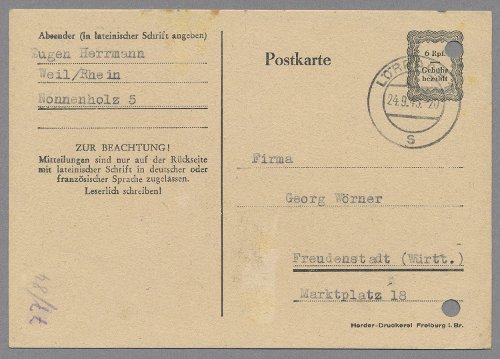 Absender (in lateinischer Schrift angeben)
Eugen Herrmann
Weil/Rhein
Nonnenholz 5
ZUR BEACHTUNG!
Mitteilungen sind nur auf der Rückseite
mit lateinischer Schrift in deutscher oder
französischer Sprache zugelassen.
Leserlich schreiben!
Postkarte
6 Rpf.
Gebühr
bezahlt
24.9.
s
Firma
Georg Wörner
Freudenstadt (Württ.)
Marktplatz 18
Herder-Druckerei Freiburg i. Br.